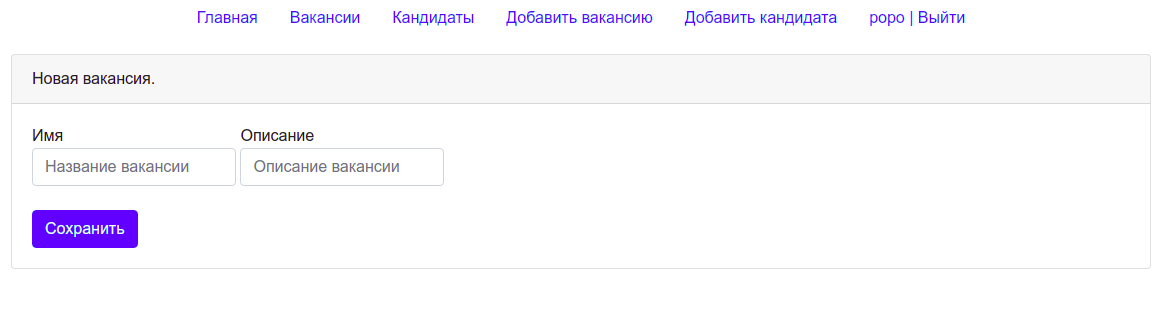 Главная Вакансии Кандидаты Добавить вакансию Добавить кандидата popo | Выйти
Новая вакансия.
Имя Описание
Название вакансии Описание вакансии
Сохранить